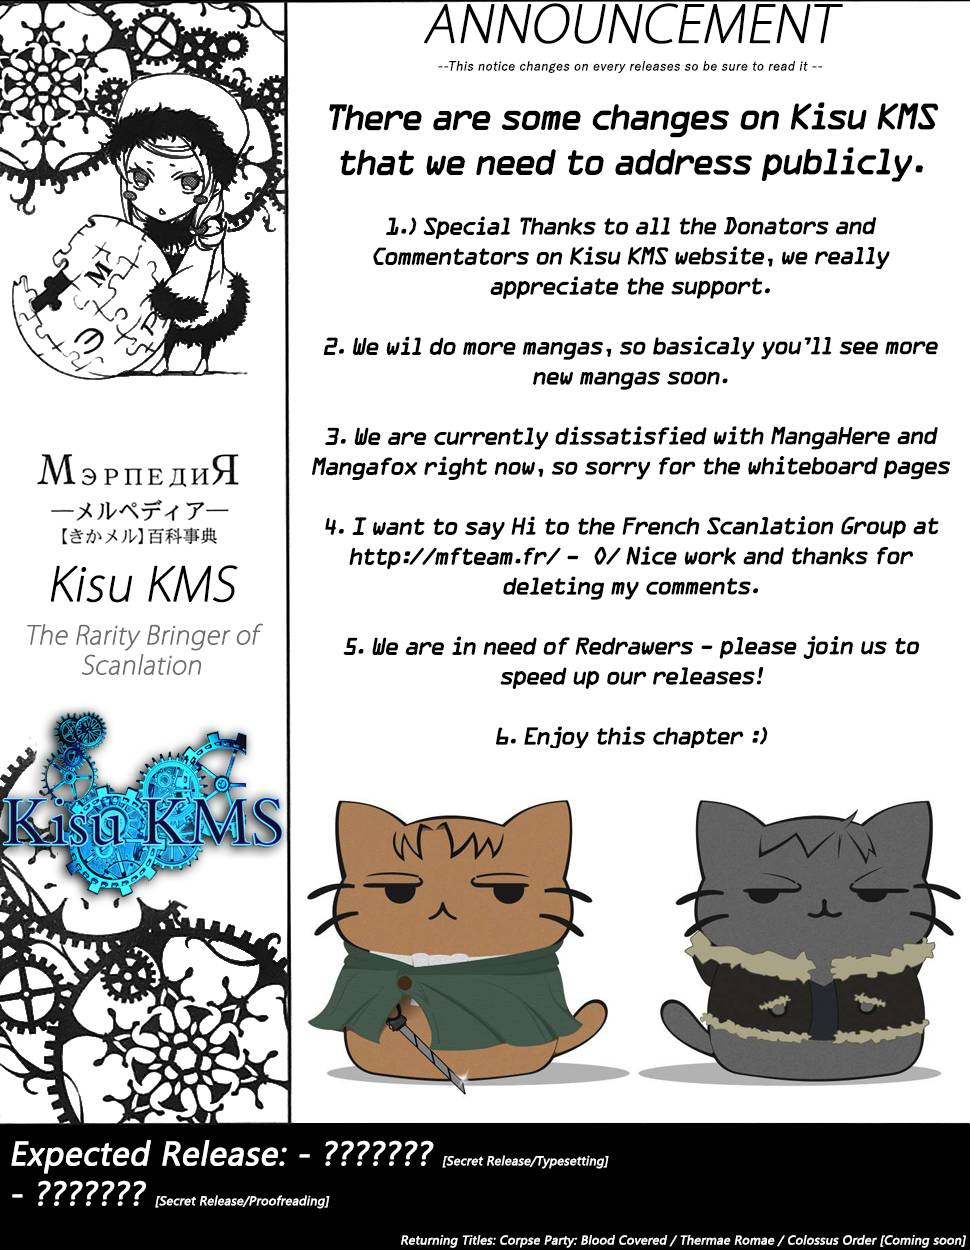 ANNOUNCEMENT
--This notice changes on every releases so be sure to read it --
There are some changes on Kisu KMS
that we need to address publicly.
1.) Special Thanks to all the Donators and
Commentators on Kisu KMS website, we really
appreciate the support.
2. We wil do more mangas, so basicaly you'll see more
new mangas soon.
3. We are currently dissatisfied with MangaHere and
Mangafox right now, so sorry for the whiteboard pages
4. I want to say Hi to the French Scanlation Group at
http://mfteam.fr/ - 0/ Nice work and thanks for
deleting my comments.
5. We are in need of Redrawers - please join us to
speed up our releases!
6. Enjoy this chapter :)
М
Э
Р
МэрпедиЯ
―メルペディア―
【きかメル】百科事典
Kisu KMS
The Rarity Bringer of
Scanlation
Kisu KMS
Expected Release: - ??????? [Secret Release/Typesetting]
- ??????? [Secret Release/Proofreading]
Returning Titles: Corpse Party: Blood Covered / Thermae Romae / Colossus Order [Coming soon]